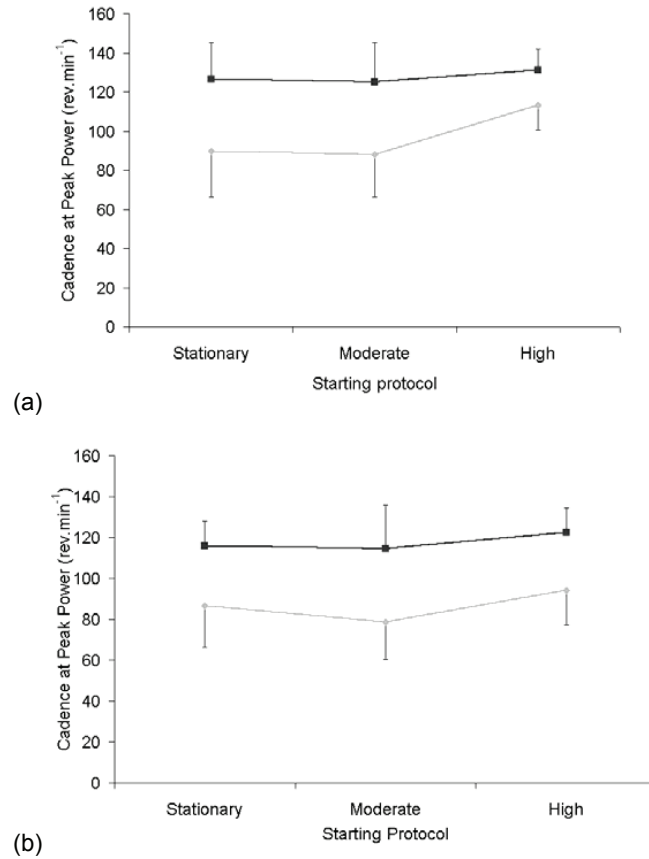 160
140
120
100
80
60
40
20
0
Cadence at Peak Power (rev.min⁻¹)
Stationary Moderate High
Starting protocol
(a)
160
140
120
100
80
60
40
20
0
Cadence at Peak Power (rev.min⁻¹)
Stationary Moderate High
Starting Protocol
(b)